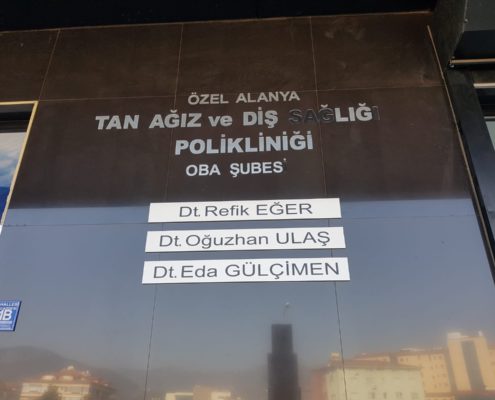 ÖZEL ALANYA
TAN AĞIZ ve DİŞ SAĞLIĞI
POLİKLİNİĞİ
OBA ŞUBESİ
Dt. Refik EĞER
Dt. Oğuzhan ULAŞ
Dt. Eda GÜLÇİMEN